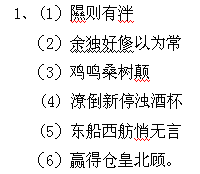 1、（1）隰则有泮
（2）余独好修以为常
（3）鸡鸣桑树颠
（4）潦倒新停浊酒杯
（5）东船西舫悄无言
（6）赢得仓皇北顾。